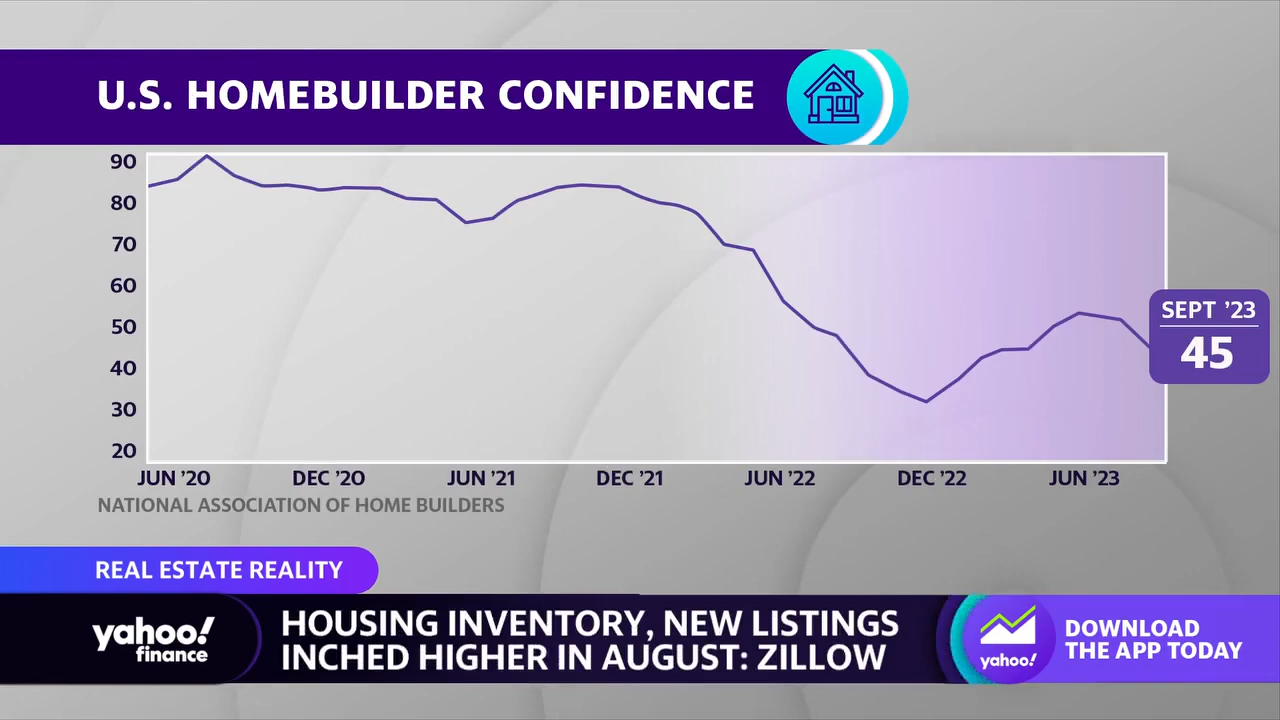 U.S. HOMEBUILDER CONFIDENCE
90
80
70
60
50
40
30
20
SEPT ’23
45
JUN ’20 DEC ’20 JUN ’21 DEC ’21 JUN ’22 DEC ’22 JUN ’23
NATIONAL ASSOCIATION OF HOME BUILDERS
REAL ESTATE REALITY
yahoo!
finance
HOUSING INVENTORY, NEW LISTINGS
INCHED HIGHER IN AUGUST: ZILLOW
yahoo!
DOWNLOAD
THE APP TODAY